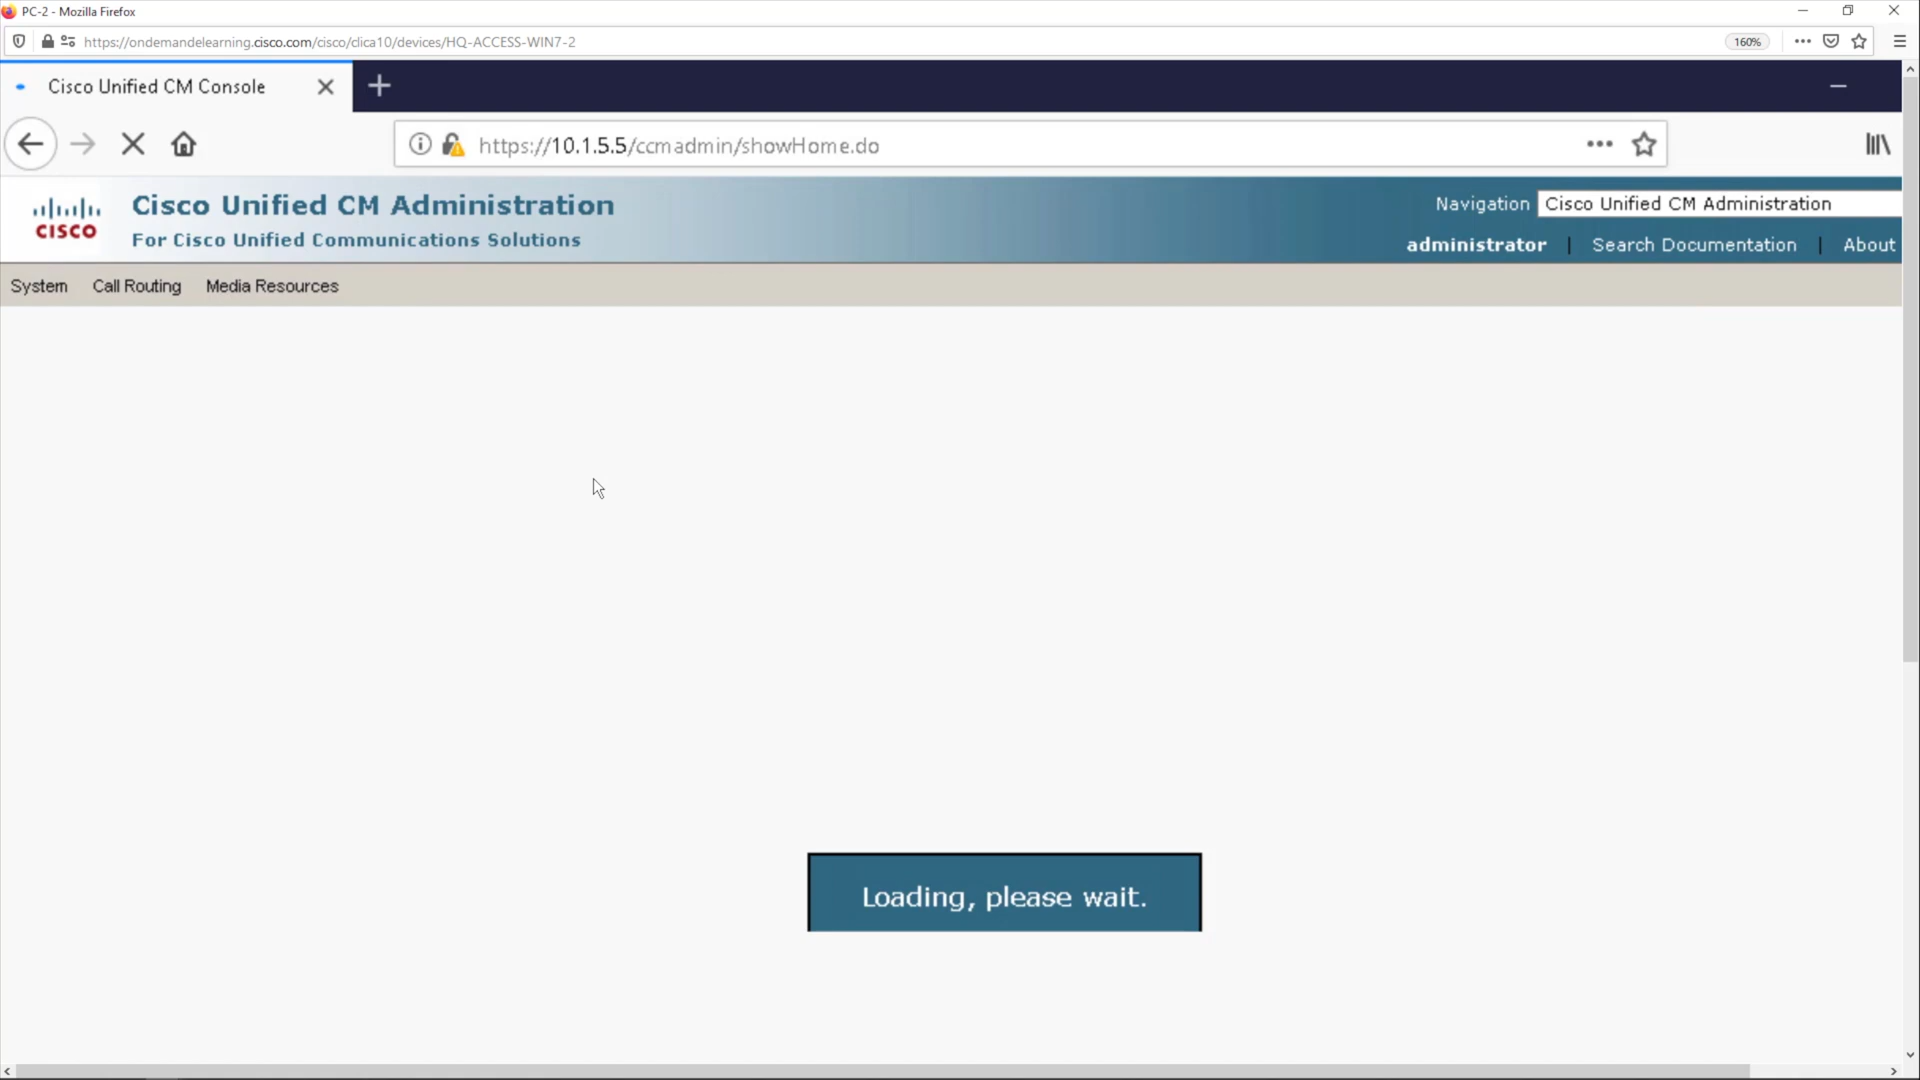 PC-2 - Mozilla Firefox
https://ondemandelearning.cisco.com/cisco/clica10/devices/HQ-ACCESS-WIN7-2
160%
Cisco Unified CM Console
https://10.1.5.5/ccmadmin/showHome.do
CISCO
Cisco Unified CM Administration
For Cisco Unified Communications Solutions
Navigation Cisco Unified CM Administration
administrator | Search Documentation | About
System Call Routing Media Resources
Loading, please wait.